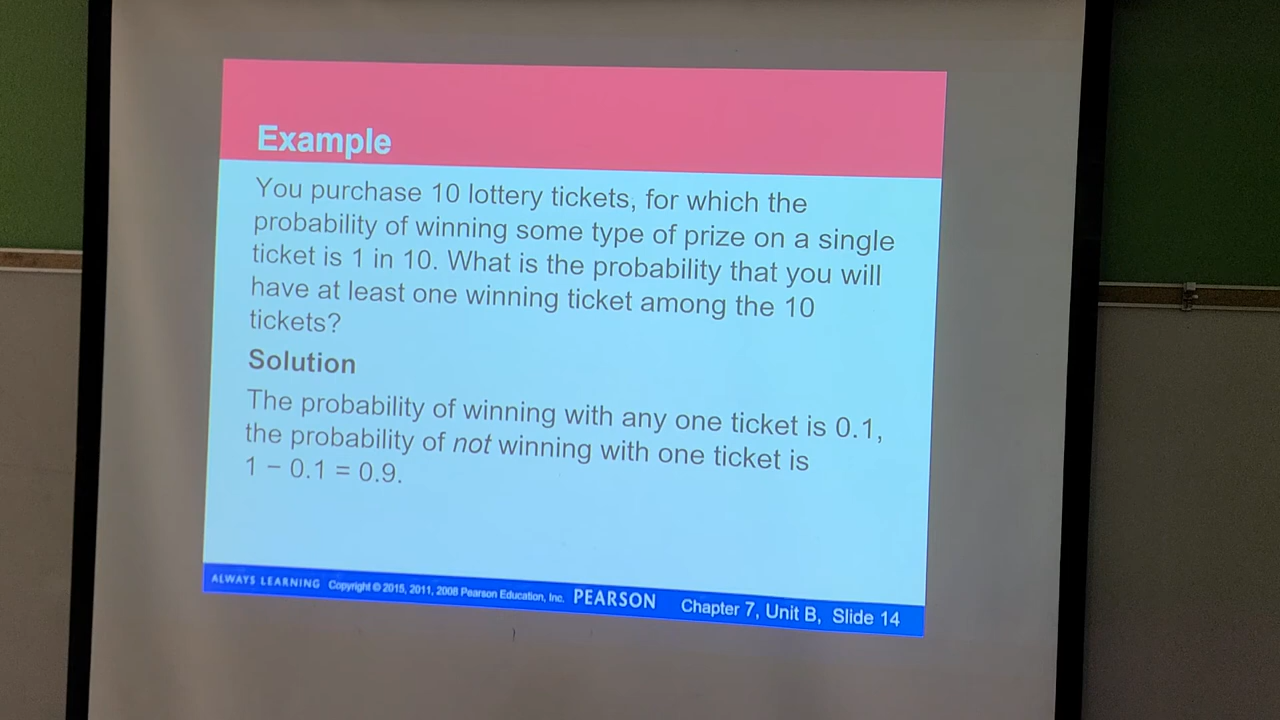 Example
You purchase 10 lottery tickets, for which the
probability of winning some type of prize on a single
ticket is 1 in 10. What is the probability that you will
have at least one winning ticket among the 10
tickets?
Solution
The probability of winning with any one ticket is 0.1,
the probability of not winning with one ticket is
1 − 0.1 = 0.9.
ALWAYS LEARNING Copyright © 2015, 2011, 2008 Pearson Education, Inc. PEARSON Chapter 7, Unit B, Slide 14